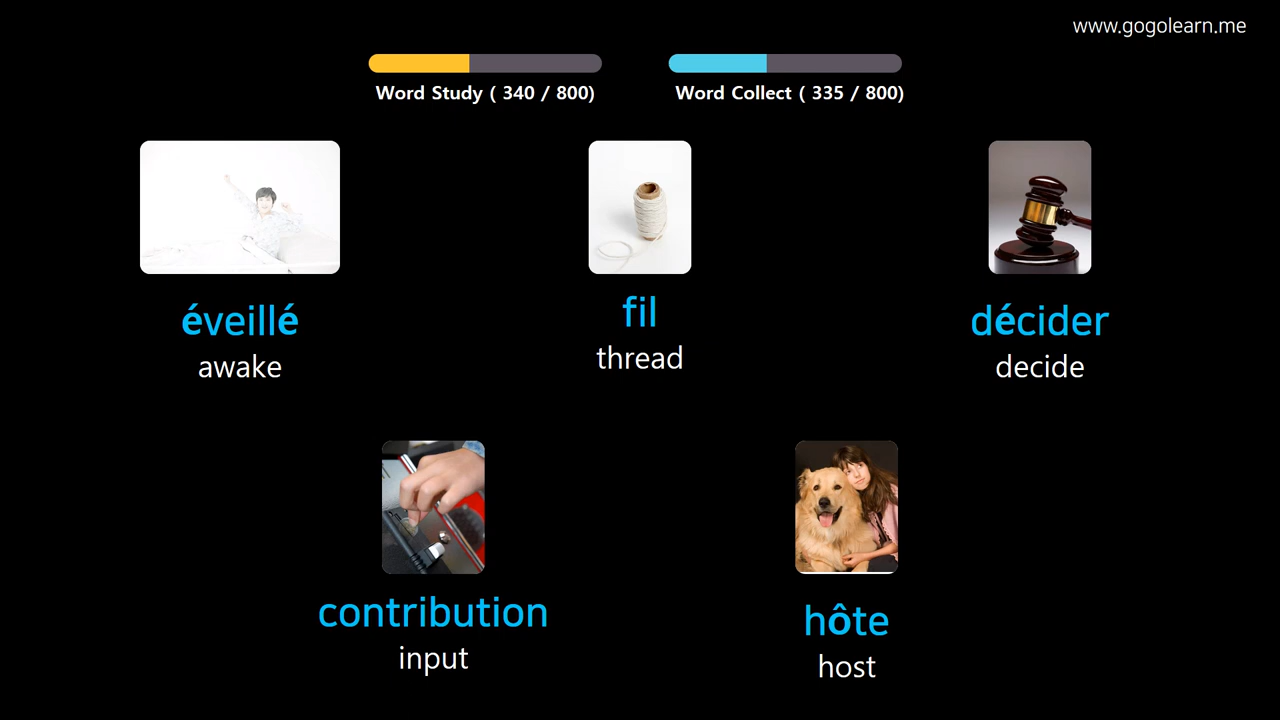 www.gogolearn.me
Word Study ( 340 / 800)
Word Collect ( 335 / 800)
éveillé
awake
fil
thread
décider
decide
contribution
input
hôte
host